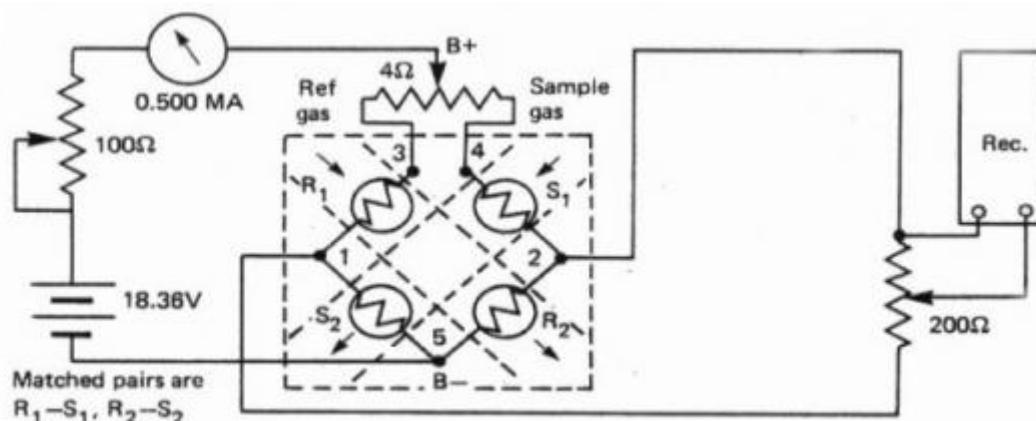 B+
4Ω
Ref
gas
Sample
gas
0.500 MA
100Ω
3
4
Rec.
R1
S1
1
2
18.36V
S2
R2
5
200Ω
B−
Matched pairs are
R1−S1, R2−S2